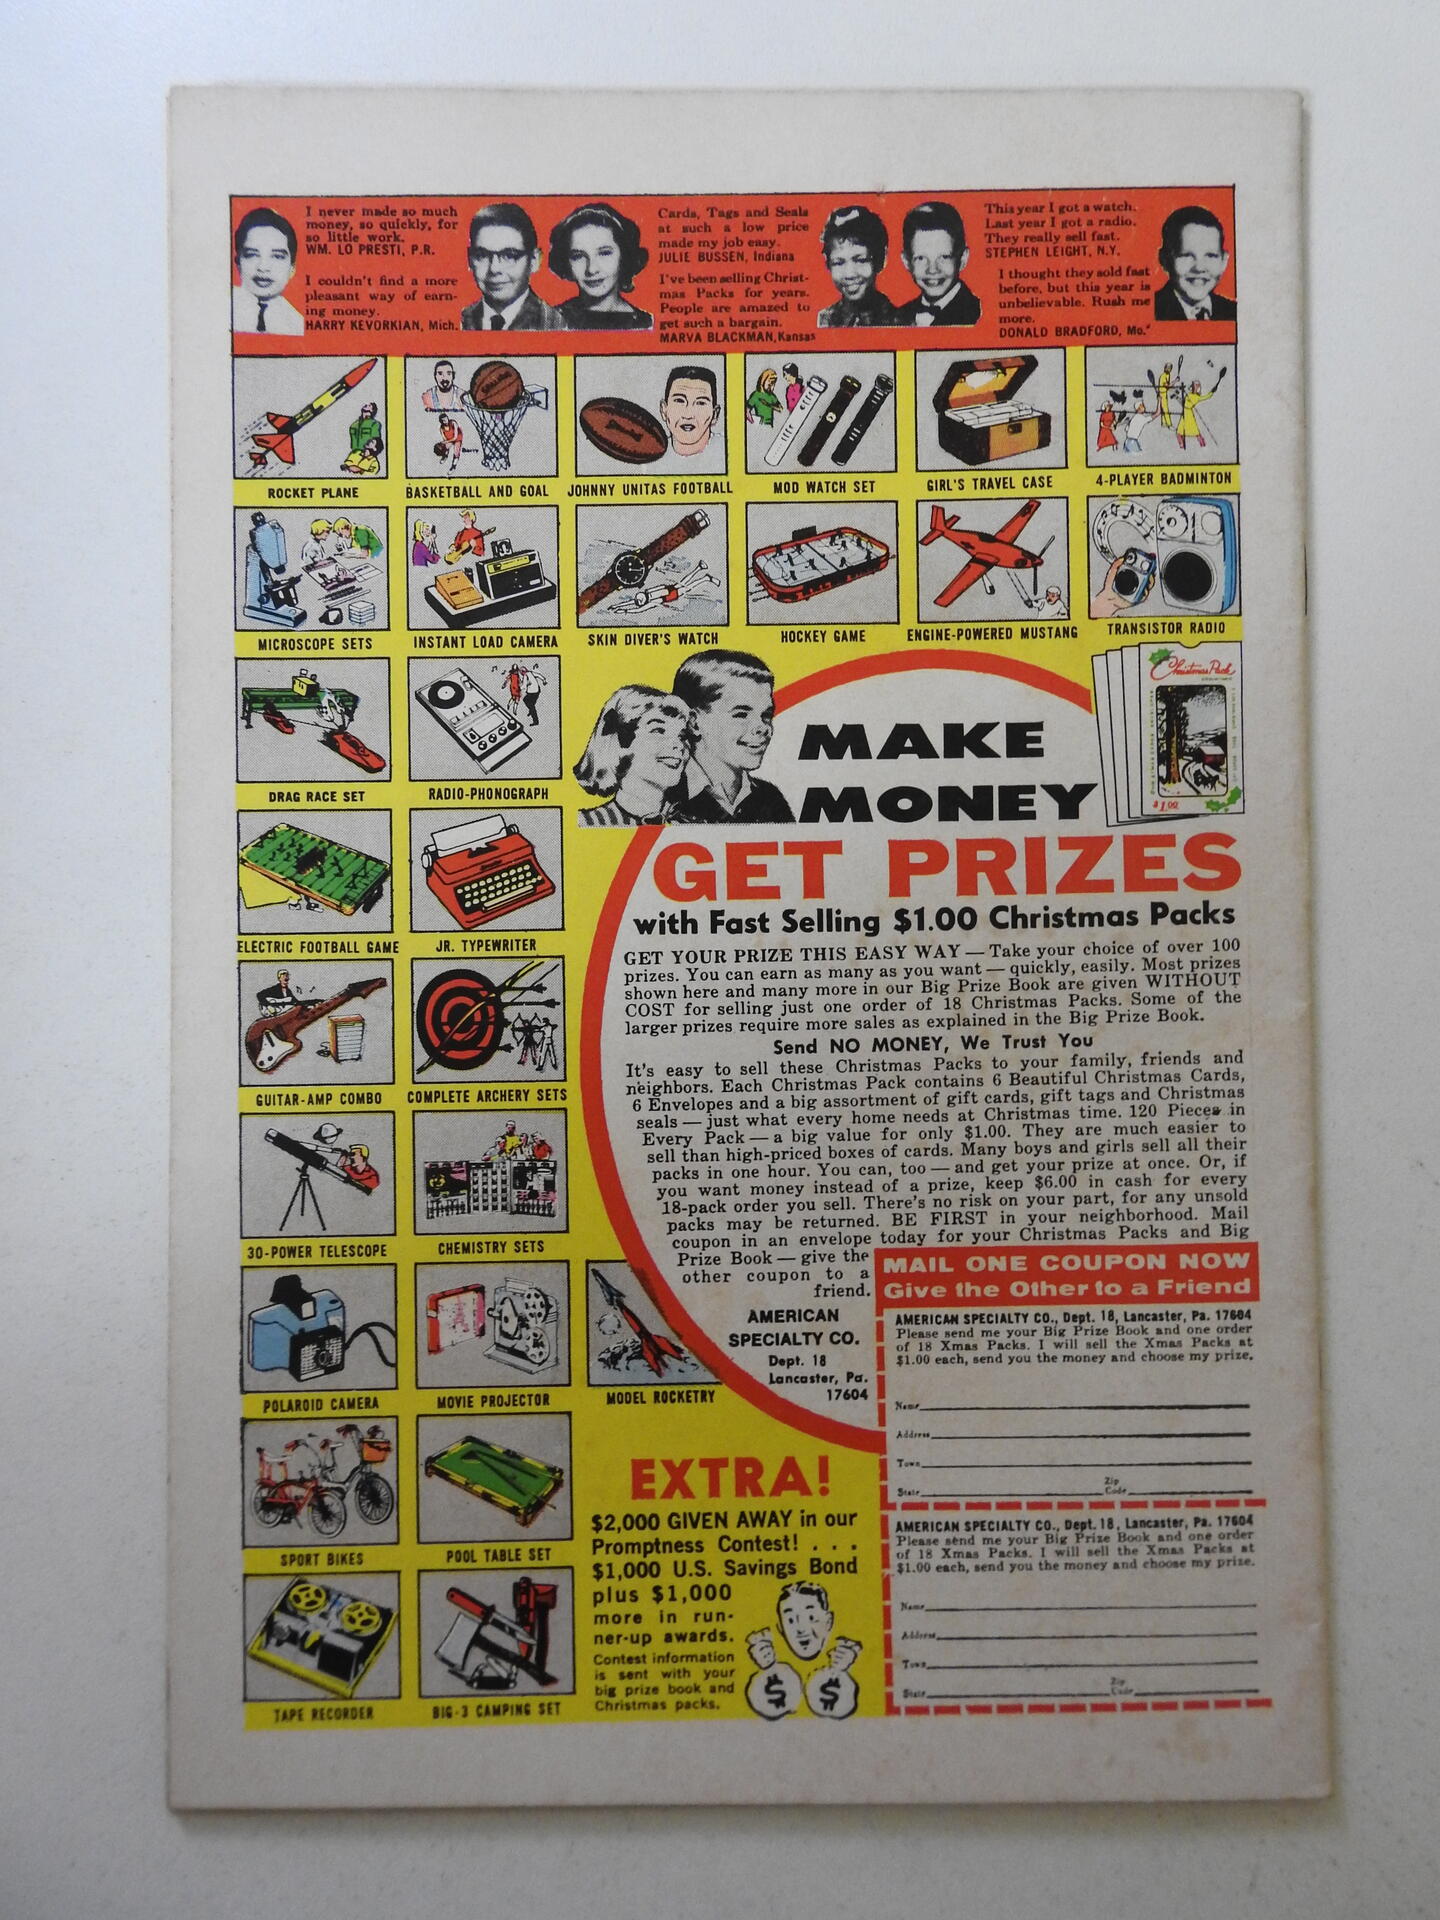 I never made so much
money, so quickly, for
so little work.
WM. LO PRESTI, P.R.
I couldn't find a more
pleasant way of earn-
ing money.
HARRY KEVORKIAN, Mich.
Cards, Tags and Seals
at such a low price
made my job easy.
JULIE BUSSEN, Indiana
I've been selling Christ-
mas Packs for years.
People are amazed to
get such a bargain.
MARVA BLACKMAN, Kansas
This year I got a watch.
Last year I got a radio.
They really sell fast.
STEPHEN LEIGHT, N.Y.
I thought they sold fast
before, but this year is
unbelievable. Rush me
more.
DONALD BRADFORD, Mo.
ROCKET PLANE
BASKETBALL AND GOAL
JOHNNY UNITAS FOOTBALL
MOD WATCH SET
GIRL'S TRAVEL CASE
4-PLAYER BADMINTON
MICROSCOPE SETS
INSTANT LOAD CAMERA
SKIN DIVER'S WATCH
HOCKEY GAME
ENGINE-POWERED MUSTANG
TRANSISTOR RADIO
DRAG RACE SET
RADIO-PHONOGRAPH
ELECTRIC FOOTBALL GAME
JR. TYPEWRITER
GUITAR-AMP COMBO
COMPLETE ARCHERY SETS
30-POWER TELESCOPE
CHEMISTRY SETS
POLAROID CAMERA
MOVIE PROJECTOR
MODEL ROCKETRY
SPORT BIKES
POOL TABLE SET
TAPE RECORDER
BIG-3 CAMPING SET
Christmas Pack
$1.00
MAKE
MONEY
GET PRIZES
with Fast Selling $1.00 Christmas Packs
GET YOUR PRIZE THIS EASY WAY — Take your choice of over 100
prizes. You can earn as many as you want — quickly, easily. Most prizes
shown here and many more in our Big Prize Book are given WITHOUT
COST for selling just one order of 18 Christmas Packs. Some of the
larger prizes require more sales as explained in the Big Prize Book.
Send NO MONEY, We Trust You
It's easy to sell these Christmas Packs to your family, friends and
neighbors. Each Christmas Pack contains 6 Beautiful Christmas Cards,
6 Envelopes and a big assortment of gift cards, gift tags and Christmas
seals — just what every home needs at Christmas time. 120 Pieces in
Every Pack — a big value for only $1.00. They are much easier to
sell than high-priced boxes of cards. Many boys and girls sell all their
packs in one hour. You can, too — and get your prize at once. Or, if
you want money instead of a prize, keep $6.00 in cash for every
18-pack order you sell. There's no risk on your part, for any unsold
packs may be returned. BE FIRST in your neighborhood. Mail
coupon in an envelope today for your Christmas Packs and Big
Prize Book — give the
other coupon to a
friend.
AMERICAN
SPECIALTY CO.
Dept. 18
Lancaster, Pa.
17604
EXTRA!
$2,000 GIVEN AWAY in our
Promptness Contest! . . .
$1,000 U.S. Savings Bond
plus $1,000
more in run-
ner-up awards.
Contest information
is sent with your
big prize book and
Christmas packs.
$ $
MAIL ONE COUPON NOW
Give the Other to a Friend
AMERICAN SPECIALTY CO., Dept. 18, Lancaster, Pa. 17604
Please send me your Big Prize Book and one order
of 18 Xmas Packs. I will sell the Xmas Packs at
$1.00 each, send you the money and choose my prize.
Name
Address
Town
State Zip Code
AMERICAN SPECIALTY CO., Dept. 18, Lancaster, Pa. 17604
Please send me your Big Prize Book and one order
of 18 Xmas Packs. I will sell the Xmas Packs at
$1.00 each, send you the money and choose my prize.
Name
Address
Town
State Zip Code